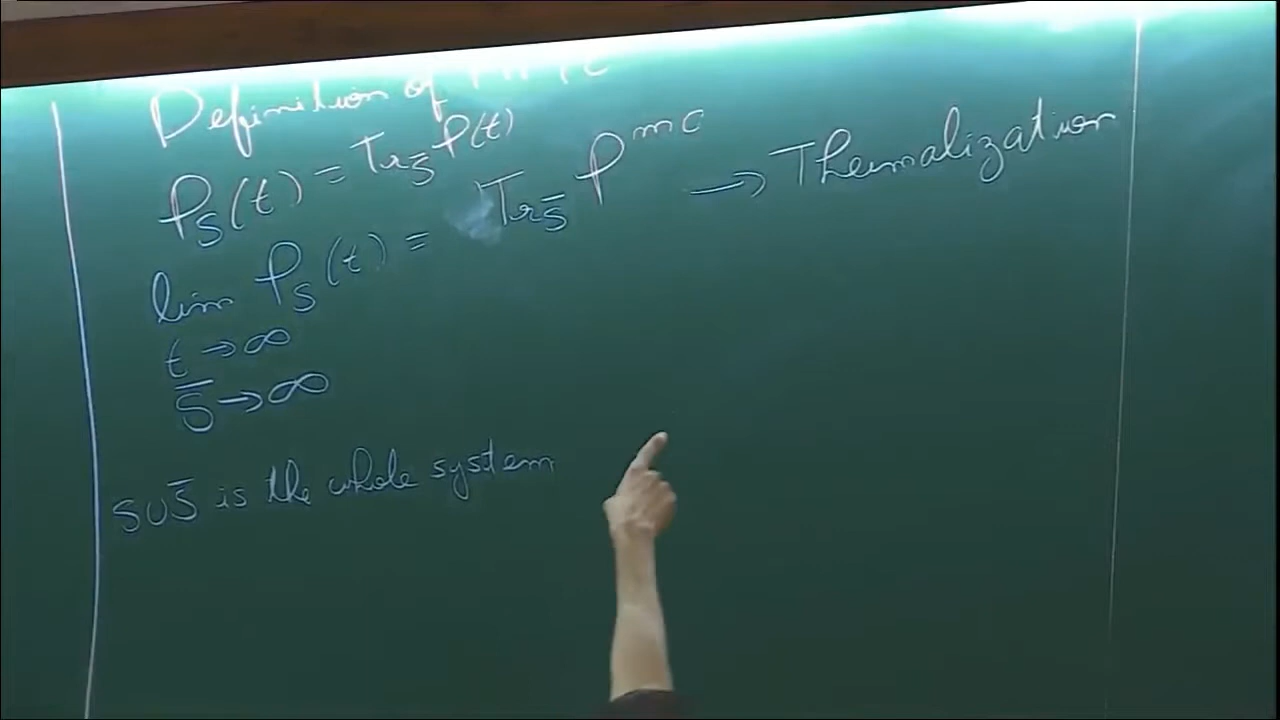 Definition of
ρ_S(t) = Tr_S̄ ρ(t)
lim ρ_S(t) = Tr_S̄ ρ^mc → Thermalization
t → ∞
S̄ → ∞
S∪S̄ is the whole system